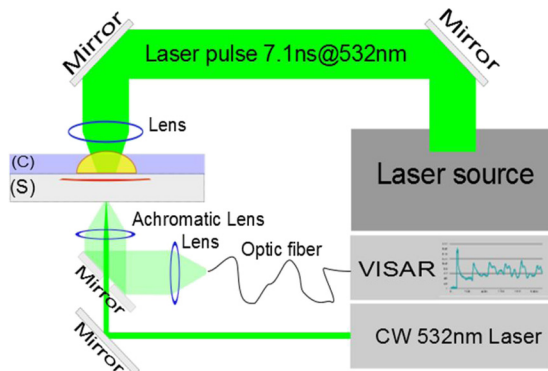 Mirror
Mirror
Laser pulse 7.1ns@532nm
Lens
(C)
(S)
Laser source
Achromatic Lens
Lens
Optic fiber
VISAR
Mirror
CW 532nm Laser
Mirror